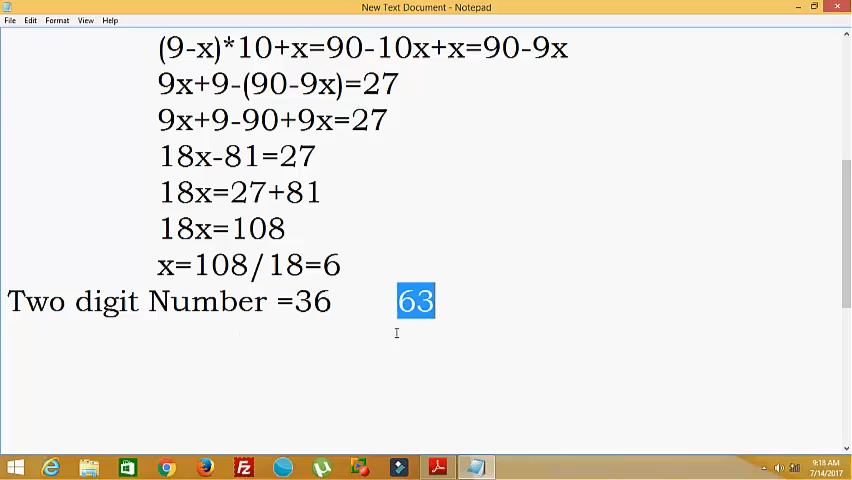 New Text Document - Notepad
File Edit Format View Help
(9-x)*10+x=90-10x+x=90-9x
9x+9-(90-9x)=27
9x+9-90+9x=27
18x-81=27
18x=27+81
18x=108
x=108/18=6
Two digit Number =36 63
9:18 AM
7/14/2017